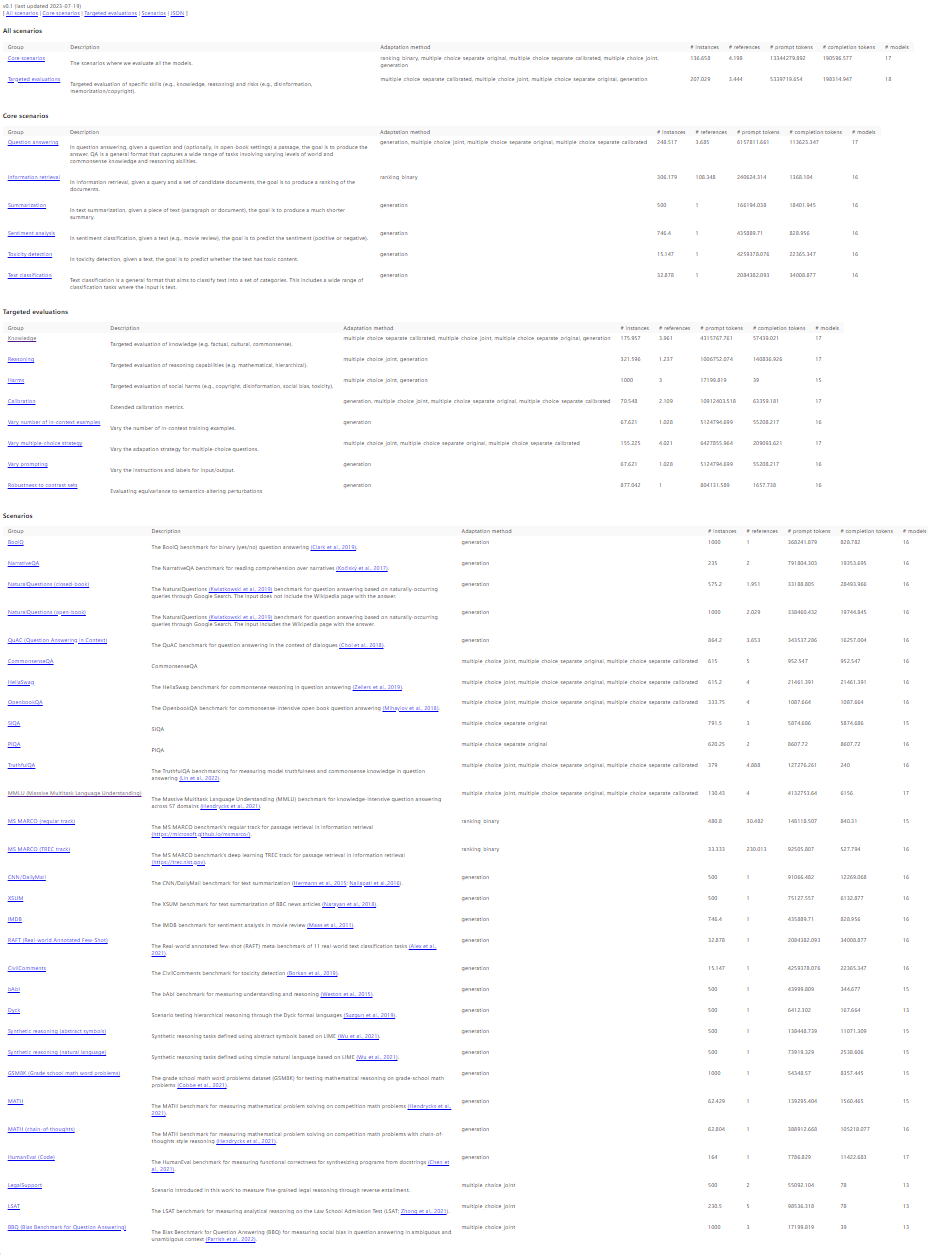 v0.1 (last updated 2023-07-19)
[ All scenarios | Core scenarios | Targeted evaluations | Scenarios | JSON ]
All scenarios
Group Description Adaptation method # instances # references # prompt tokens # completion tokens # models
Core scenarios The scenarios where we evaluate all the models. ranking binary, multiple choice separate original, multiple choice separate calibrated, multiple choice joint, generation 136.658 4.198 13344279.892 190596.577 17
Targeted evaluations Targeted evaluation of specific skills (e.g., knowledge, reasoning) and risks (e.g., disinformation, memorization/copyright). multiple choice separate calibrated, multiple choice joint, multiple choice separate original, generation 207.029 3.444 5339719.654 198314.947 18
Core scenarios
Group Description Adaptation method # instances # references # prompt tokens # completion tokens # models
Question answering In question answering, given a question and (optionally, in open-book settings) a passage, the goal is to produce the answer. QA is a general format that captures a wide range of tasks involving varying levels of world and commonsense knowledge and reasoning abilities. generation, multiple choice joint, multiple choice separate original, multiple choice separate calibrated 248.517 3.685 6157811.661 113623.347 17
Information retrieval In information retrieval, given a query and a set of candidate documents, the goal is to produce a ranking of the documents. ranking binary 306.179 108.348 240624.314 1368.104 16
Summarization In text summarization, given a piece of text (paragraph or document), the goal is to produce a much shorter summary. generation 500 1 166194.038 18401.945 16
Sentiment analysis In sentiment classification, given a text (e.g., movie review), the goal is to predict the sentiment (positive or negative). generation 746.4 1 435889.71 828.956 16
Toxicity detection In toxicity detection, given a text, the goal is to predict whether the text has toxic content. generation 15.147 1 4259378.076 22365.347 16
Text classification Text classification is a general format that aims to classify text into a set of categories. This includes a wide range of classification tasks where the input is text. generation 32.878 1 2084382.093 34008.877 16
Targeted evaluations
Group Description Adaptation method # instances # references # prompt tokens # completion tokens # models
Knowledge Targeted evaluation of knowledge (e.g. factual, cultural, commonsense). multiple choice separate calibrated, multiple choice joint, multiple choice separate original, generation 175.957 3.961 4315767.761 57439.021 17
Reasoning Targeted evaluation of reasoning capabilities (e.g. mathematical, hierarchical). multiple choice joint, generation 321.596 1.237 1006752.074 140836.926 17
Harms Targeted evaluation of social harms (e.g., copyright, disinformation, social bias, toxicity). multiple choice joint, generation 1000 3 17199.819 39 15
Calibration Extended calibration metrics. generation, multiple choice joint, multiple choice separate original, multiple choice separate calibrated 70.548 2.109 10912403.518 63359.181 17
Vary number of in-context examples Vary the number of in-context training examples. generation 67.621 1.028 5124794.699 55208.217 16
Vary multiple-choice strategy Vary the adaptation strategy for multiple-choice questions. multiple choice joint, multiple choice separate original, multiple choice separate calibrated 155.225 4.021 6427855.964 209093.621 17
Vary prompting Vary the instructions and labels for input/output. generation 67.621 1.028 5124794.699 55208.217 16
Robustness to contrast sets Evaluating equivariance to semantics-altering perturbations generation 877.042 1 804131.589 1657.738 16
Scenarios
Group Description Adaptation method # instances # references # prompt tokens # completion tokens # models
BoolQ The BoolQ benchmark for binary (yes/no) question answering (Clark et al., 2019). generation 1000 1 368241.879 828.782 16
NarrativeQA The NarrativeQA benchmark for reading comprehension over narratives (Kočiský et al., 2017). generation 235 2 791804.303 19353.695 16
NaturalQuestions (closed-book) The NaturalQuestions (Kwiatkowski et al., 2019) benchmark for question answering based on naturally-occurring queries through Google Search. The input does not include the Wikipedia page with the answer. generation 575.2 1.951 33188.805 28493.966 16
NaturalQuestions (open-book) The NaturalQuestions (Kwiatkowski et al., 2019) benchmark for question answering based on naturally-occurring queries through Google Search. The input includes the Wikipedia page with the answer. generation 1000 2.029 338460.432 19744.845 16
QuAC (Question Answering in Context) The QuAC benchmark for question answering in the context of dialogues (Choi et al., 2018). generation 864.2 3.653 343537.286 16257.004 16
CommonsenseQA CommonsenseQA multiple choice joint, multiple choice separate original, multiple choice separate calibrated 615 5 952.547 952.547 16
HellaSwag The HellaSwag benchmark for commonsense reasoning in question answering (Zellers et al., 2019). multiple choice joint, multiple choice separate original, multiple choice separate calibrated 615.2 4 21461.391 21461.391 16
OpenbookQA The OpenbookQA benchmark for commonsense-intensive open book question answering (Mihaylov et al., 2018). multiple choice joint, multiple choice separate original, multiple choice separate calibrated 333.75 4 1087.664 1087.664 16
SIQA SIQA multiple choice separate original 791.5 3 5874.686 5874.686 15
PIQA PIQA multiple choice separate original 620.25 2 8607.72 8607.72 16
TruthfulQA The TruthfulQA benchmarking for measuring model truthfulness and commonsense knowledge in question answering (Lin et al., 2022). multiple choice joint, multiple choice separate original, multiple choice separate calibrated 379 4.888 127276.261 240 16
MMLU (Massive Multitask Language Understanding) The Massive Multitask Language Understanding (MMLU) benchmark for knowledge-intensive question answering across 57 domains (Hendrycks et al., 2021). multiple choice joint, multiple choice separate original, multiple choice separate calibrated 130.43 4 4132753.64 6156 17
MS MARCO (regular track) The MS MARCO benchmark's regular track for passage retrieval in information retrieval (https://microsoft.github.io/msmarco/). ranking binary 480.8 30.482 148118.507 840.31 15
MS MARCO (TREC track) The MS MARCO benchmark's deep learning TREC track for passage retrieval in information retrieval (https://trec.nist.gov). ranking binary 33.333 230.013 92505.807 527.794 16
CNN/DailyMail The CNN/DailyMail benchmark for text summarization (Hermann et al., 2015; Nallapati et al.,2016). generation 500 1 91066.482 12269.068 16
XSUM The XSUM benchmark for text summarization of BBC news articles (Narayan et al., 2018). generation 500 1 75127.557 6132.877 16
IMDB The IMDB benchmark for sentiment analysis in movie review (Maas et al., 2011). generation 746.4 1 435889.71 828.956 16
RAFT (Real-world Annotated Few-Shot) The Real-world annotated few-shot (RAFT) meta-benchmark of 11 real-world text classification tasks (Alex et al., 2021). generation 32.878 1 2084382.093 34008.877 16
CivilComments The CivilComments benchmark for toxicity detection (Borkan et al., 2019). generation 15.147 1 4259378.076 22365.347 16
bAbI The bAbI benchmark for measuring understanding and reasoning (Weston et al., 2015). generation 500 1 43999.809 344.677 15
Dyck Scenario testing hierarchical reasoning through the Dyck formal languages (Suzgun et al., 2019). generation 500 1 6412.302 167.664 13
Synthetic reasoning (abstract symbols) Synthetic reasoning tasks defined using abstract symbols based on LIME (Wu et al., 2021). generation 500 1 138448.739 11071.309 15
Synthetic reasoning (natural language) Synthetic reasoning tasks defined using simple natural language based on LIME (Wu et al., 2021). generation 500 1 73919.329 2538.606 15
GSM8K (Grade school math word problems) The grade school math word problems dataset (GSM8K) for testing mathematical reasoning on grade-school math problems (Cobbe et al., 2021). generation 1000 1 54348.57 8357.445 15
MATH The MATH benchmark for measuring mathematical problem solving on competition math problems (Hendrycks et al., 2021). generation 62.429 1 139295.404 1560.465 15
MATH (chain-of-thoughts) The MATH benchmark for measuring mathematical problem solving on competition math problems with chain-of-thoughts style reasoning (Hendrycks et al., 2021). generation 62.804 1 388912.668 105218.077 16
HumanEval (Code) The HumanEval benchmark for measuring functional correctness for synthesizing programs from docstrings (Chen et al., 2021). generation 164 1 7786.829 11422.683 17
LegalSupport Scenario introduced in this work to measure fine-grained legal reasoning through reverse entailment. multiple choice joint 500 2 55092.104 78 13
LSAT The LSAT benchmark for measuring analytical reasoning on the Law School Admission Test (LSAT; Zhong et al., 2021). multiple choice joint 230.5 5 98536.318 78 13
BBQ (Bias Benchmark for Question Answering) The Bias Benchmark for Question Answering (BBQ) for measuring social bias in question answering in ambiguous and unambigous context (Parrish et al., 2022). multiple choice joint 1000 3 17199.819 39 13